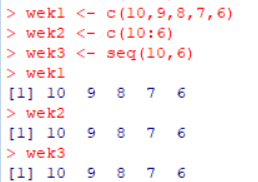 > wek1 <- c(10,9,8,7,6)
> wek2 <- c(10:6)
> wek3 <- seq(10,6)
> wek1
[1] 10 9 8 7 6
> wek2
[1] 10 9 8 7 6
> wek3
[1] 10 9 8 7 6